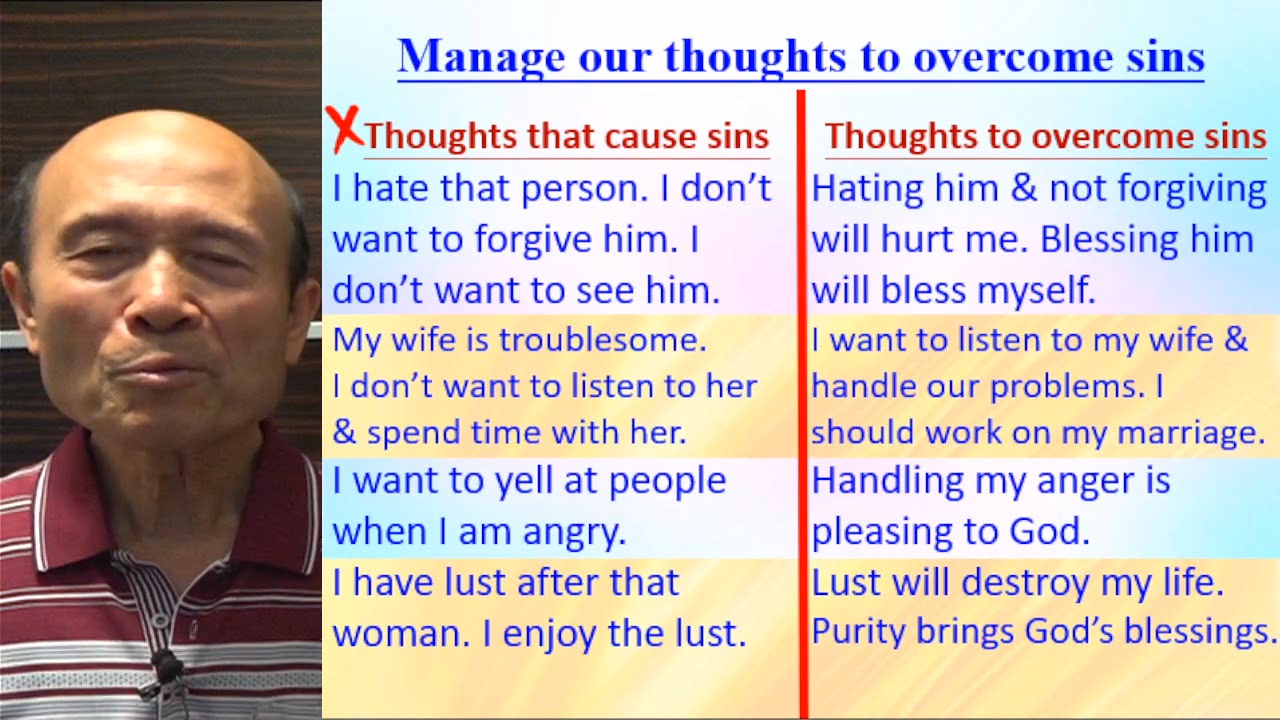 Manage our thoughts to overcome sins
X Thoughts that cause sins
I hate that person. I don't
want to forgive him. I
don't want to see him.
My wife is troublesome.
I don't want to listen to her
& spend time with her.
I want to yell at people
when I am angry.
I have lust after that
woman. I enjoy the lust.
Thoughts to overcome sins
Hating him & not forgiving
will hurt me. Blessing him
will bless myself.
I want to listen to my wife &
handle our problems. I
should work on my marriage.
Handling my anger is
pleasing to God.
Lust will destroy my life.
Purity brings God's blessings.